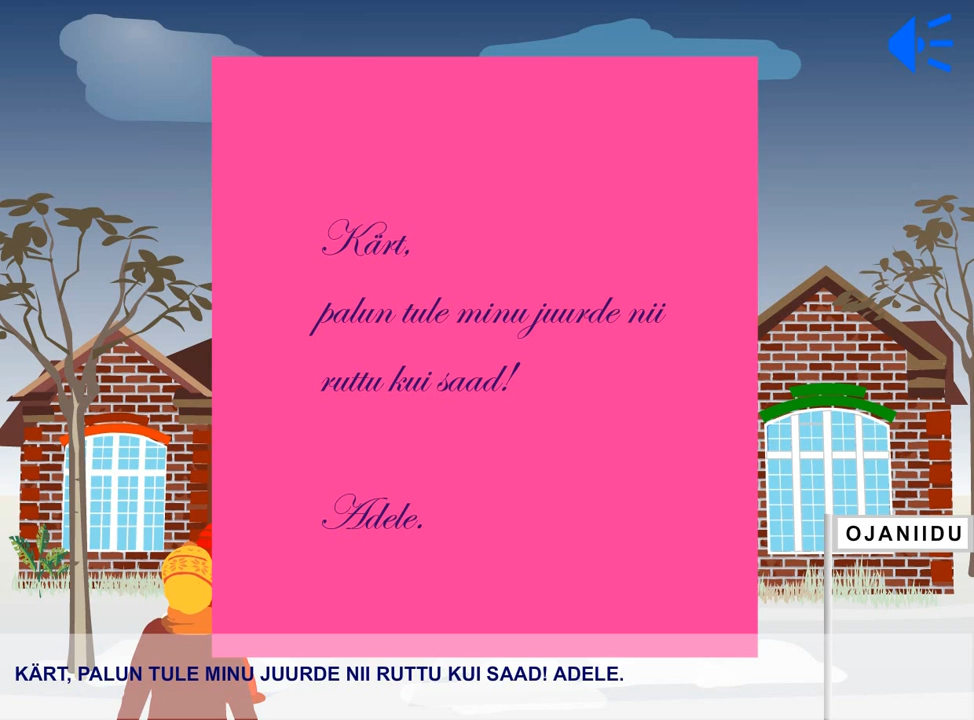 Kärt,
palun tule minu juurde nii
ruttu kui saad!
Adele.
OJANIIDU
KÄRT, PALUN TULE MINU JUURDE NII RUTTU KUI SAAD! ADELE.